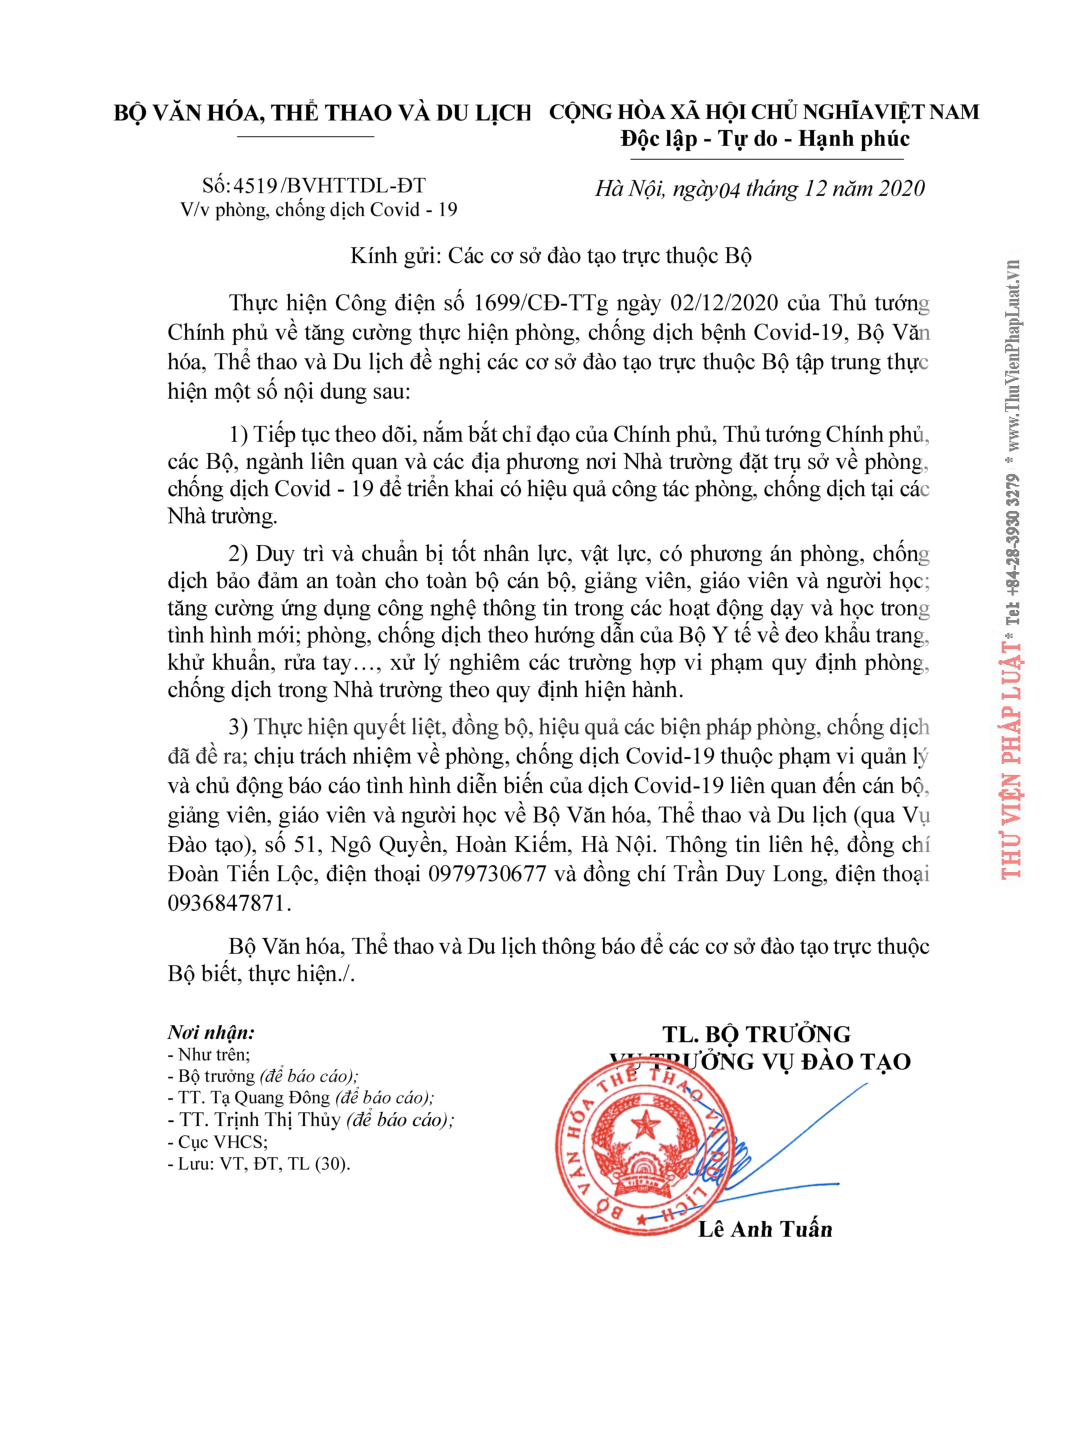 BỘ VĂN HÓA, THỂ THAO VÀ DU LỊCH
CỘNG HÒA XÃ HỘI CHỦ NGHĨAVIỆT NAM
Độc lập - Tự do - Hạnh phúc
Số:4519/BVHTTDL-ĐT
V/v phòng, chống dịch Covid - 19
Hà Nội, ngày04 tháng 12 năm 2020
Kính gửi: Các cơ sở đào tạo trực thuộc Bộ
Thực hiện Công điện số 1699/CĐ-TTg ngày 02/12/2020 của Thủ tướng
Chính phủ về tăng cường thực hiện phòng, chống dịch bệnh Covid-19, Bộ Văn
hóa, Thể thao và Du lịch đề nghị các cơ sở đào tạo trực thuộc Bộ tập trung thực
hiện một số nội dung sau:
1) Tiếp tục theo dõi, nắm bắt chỉ đạo của Chính phủ, Thủ tướng Chính phủ,
các Bộ, ngành liên quan và các địa phương nơi Nhà trường đặt trụ sở về phòng,
chống dịch Covid - 19 để triển khai có hiệu quả công tác phòng, chống dịch tại các
Nhà trường.
2) Duy trì và chuẩn bị tốt nhân lực, vật lực, có phương án phòng, chống
dịch bảo đảm an toàn cho toàn bộ cán bộ, giảng viên, giáo viên và người học;
tăng cường ứng dụng công nghệ thông tin trong các hoạt động dạy và học trong
tình hình mới; phòng, chống dịch theo hướng dẫn của Bộ Y tế về đeo khẩu trang,
khử khuẩn, rửa tay…, xử lý nghiêm các trường hợp vi phạm quy định phòng,
chống dịch trong Nhà trường theo quy định hiện hành.
3) Thực hiện quyết liệt, đồng bộ, hiệu quả các biện pháp phòng, chống dịch
đã đề ra; chịu trách nhiệm về phòng, chống dịch Covid-19 thuộc phạm vi quản lý
và chủ động báo cáo tình hình diễn biến của dịch Covid-19 liên quan đến cán bộ,
giảng viên, giáo viên và người học về Bộ Văn hóa, Thể thao và Du lịch (qua Vụ
Đào tạo), số 51, Ngô Quyền, Hoàn Kiếm, Hà Nội. Thông tin liên hệ, đồng chí
Đoàn Tiến Lộc, điện thoại 0979730677 và đồng chí Trần Duy Long, điện thoại
0936847871.
Bộ Văn hóa, Thể thao và Du lịch thông báo để các cơ sở đào tạo trực thuộc
Bộ biết, thực hiện./.
Nơi nhận:
- Như trên;
- Bộ trưởng (để báo cáo);
- TT. Tạ Quang Đông (để báo cáo);
- TT. Trịnh Thị Thủy (để báo cáo);
- Cục VHCS;
- Lưu: VT, ĐT, TL (30).
TL. BỘ TRƯỞNG
VỤ TRƯỞNG VỤ ĐÀO TẠO
BỘ VĂN HÓA THỂ THAO VÀ DU LỊCH
VIỆT NAM
Lê Anh Tuấn
THƯ VIỆN PHÁP LUẬT * Tel: +84-28-3930 3279 * www.ThuVienPhapLuat.vn